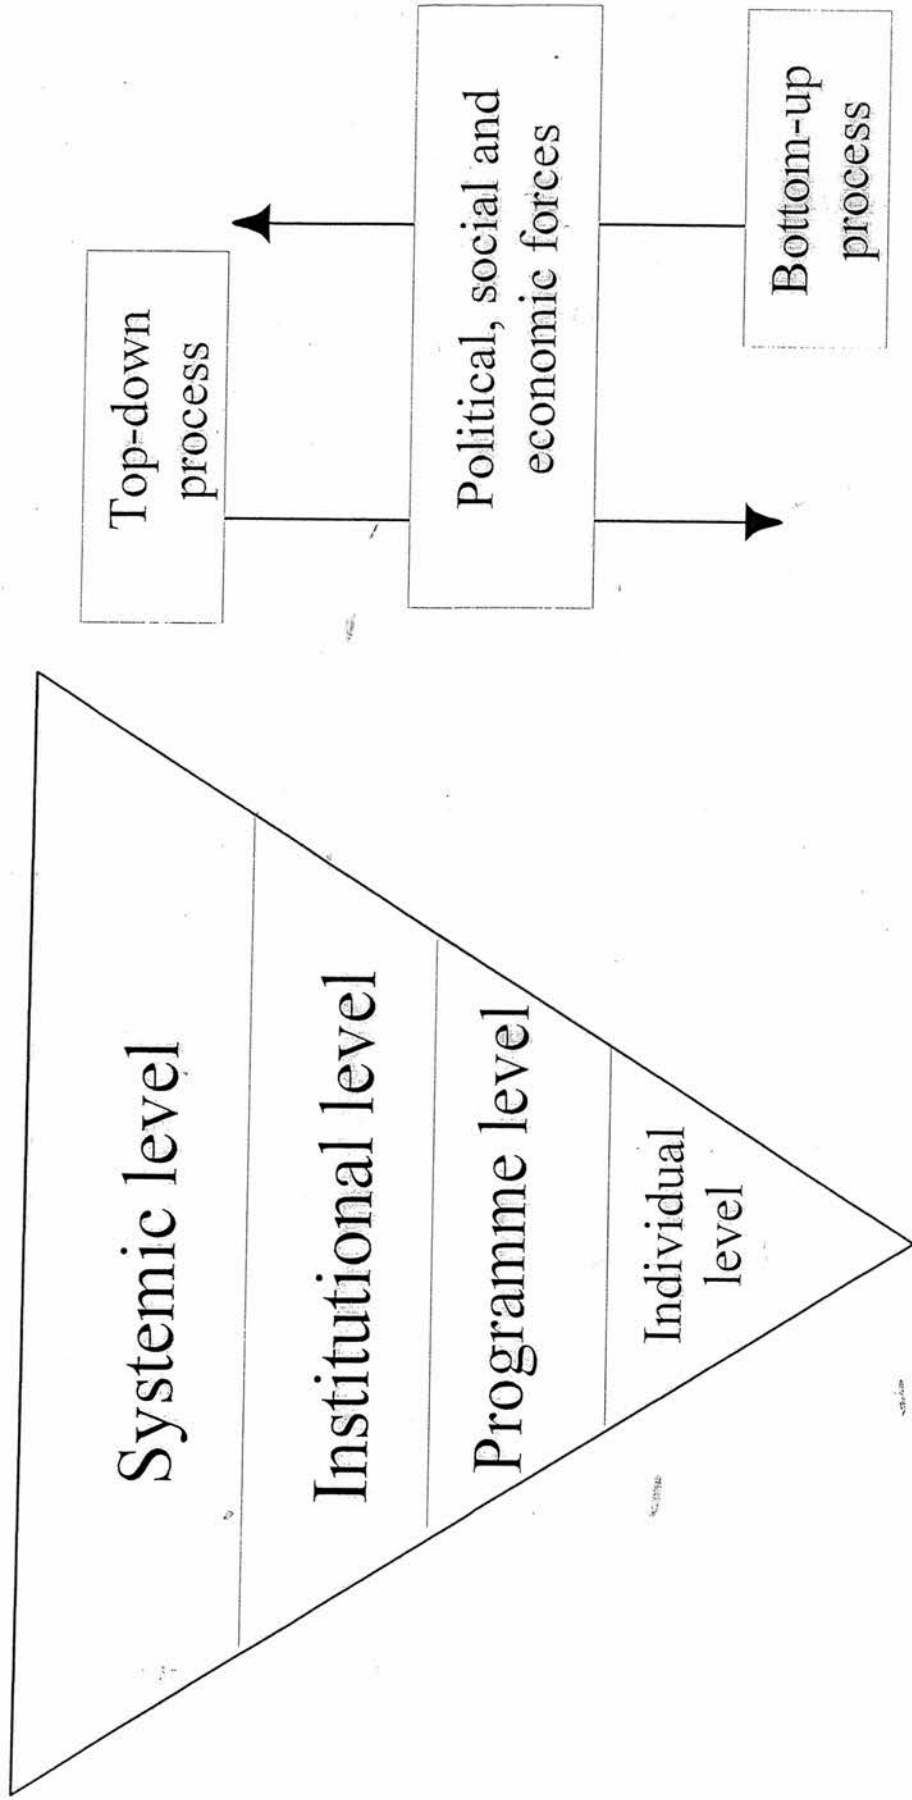 Systemic level
Institutional level
Programme level
Individual
level
Top-down
process
Political, social and
economic forces
Bottom-up
process